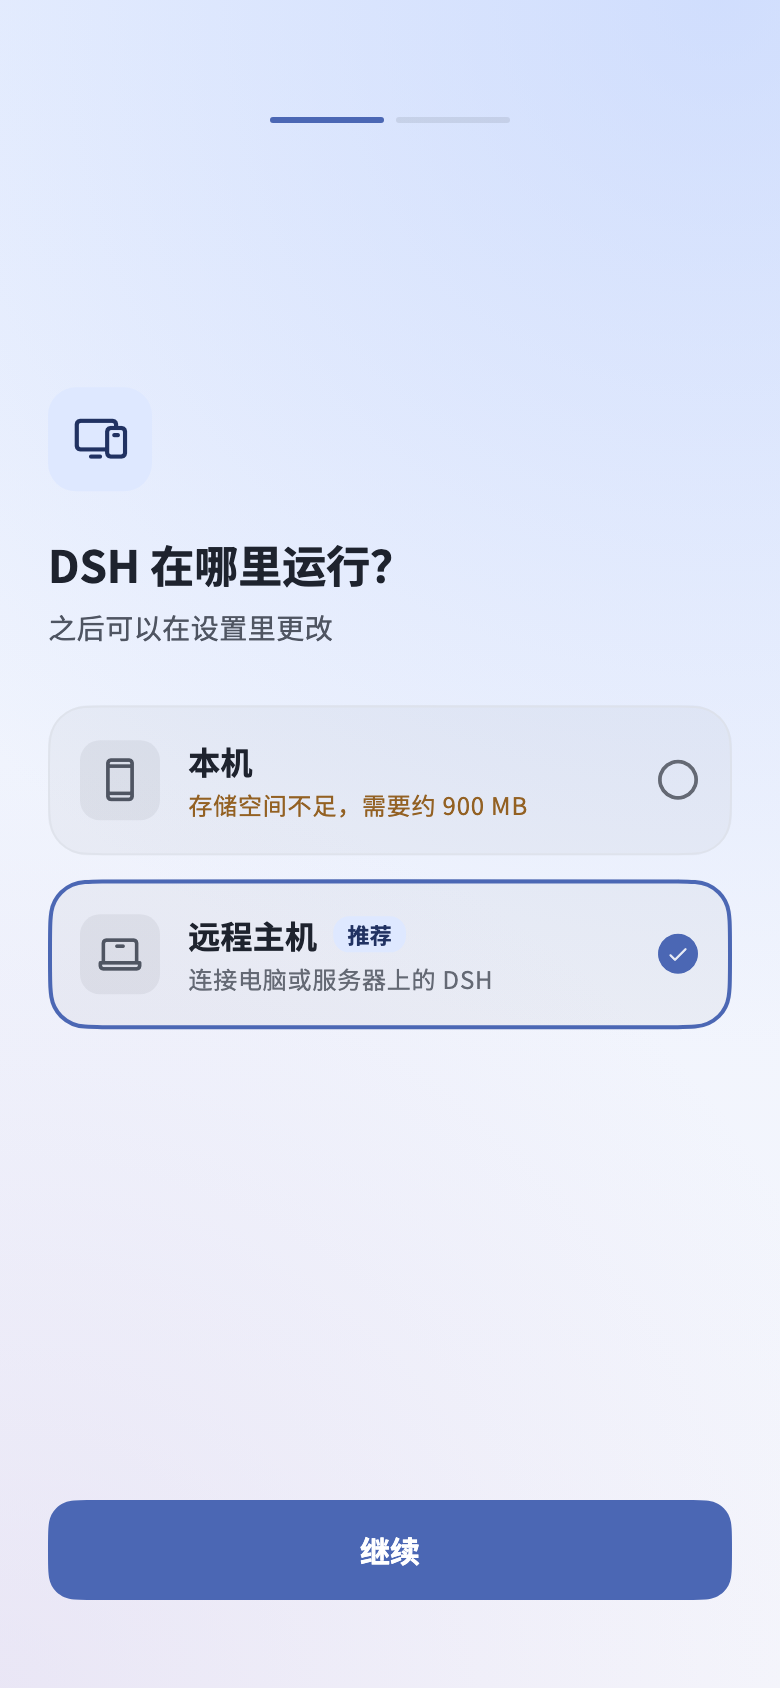 DSH 在哪里运行?
之后可以在设置里更改
本机
存储空间不足，需要约 900 MB
远程主机 推荐
连接电脑或服务器上的 DSH
继续